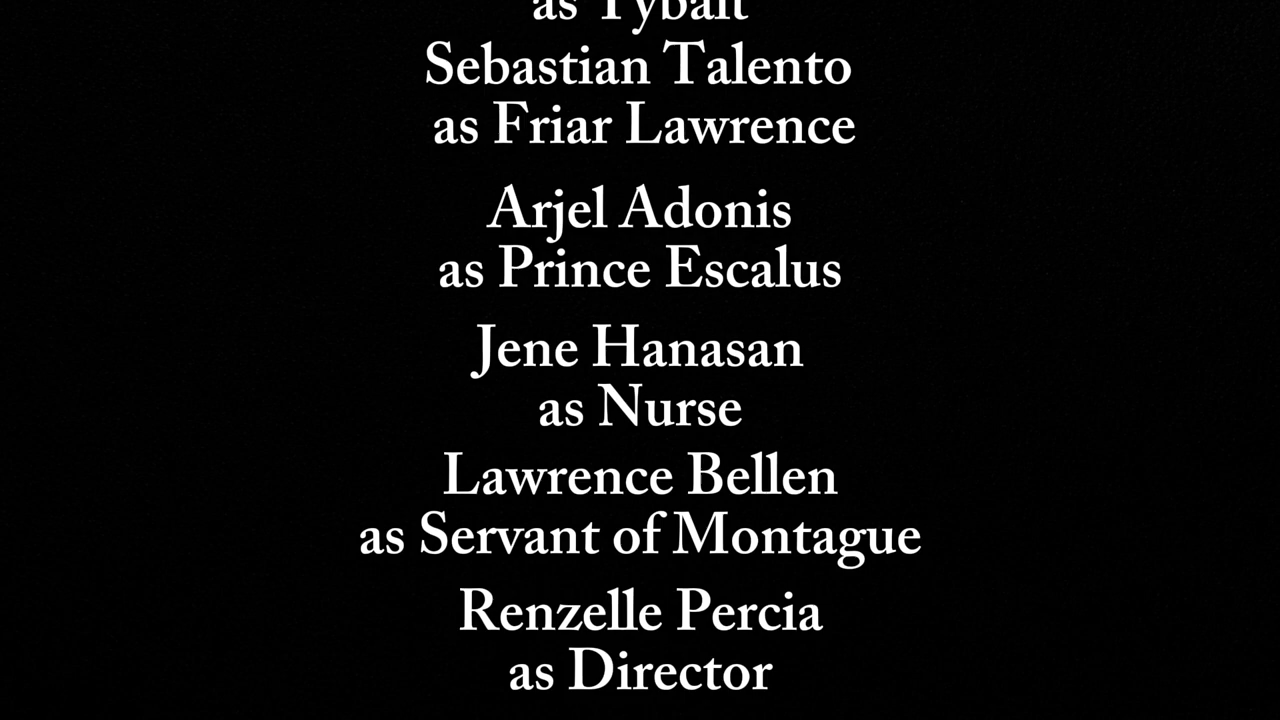 as Tybalt
Sebastian Talento
as Friar Lawrence
Arjel Adonis
as Prince Escalus
Jene Hanasan
as Nurse
Lawrence Bellen
as Servant of Montague
Renzelle Percia
as Director